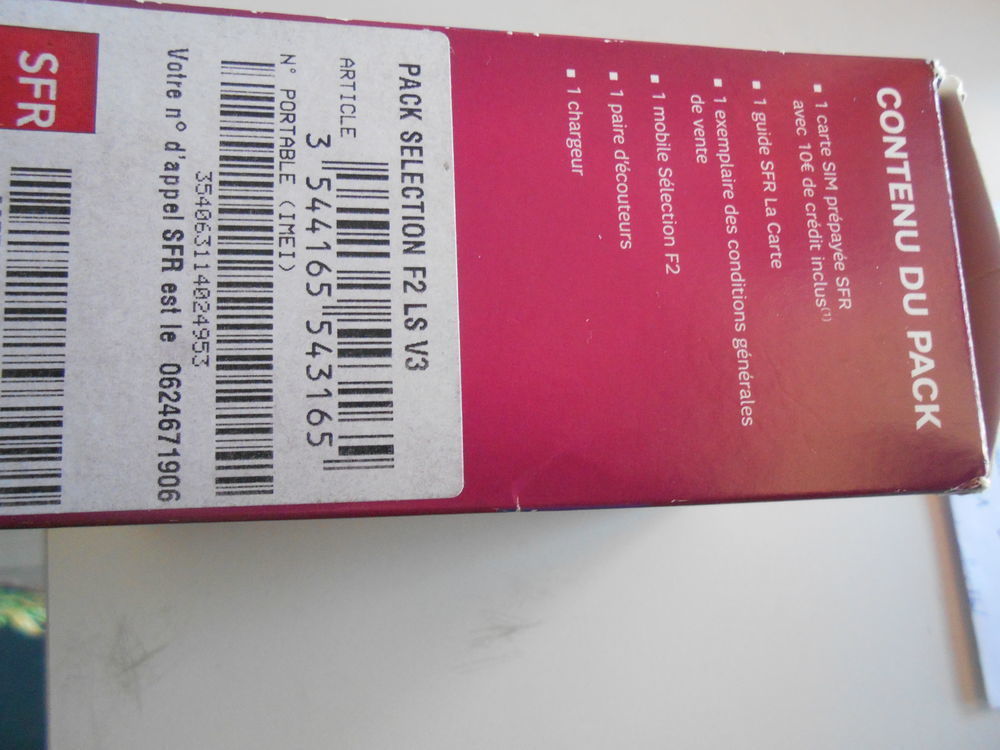 CONTENU DU PACK
▪ 1 carte SIM prépayée SFR
avec 10€ de crédit inclus(1)
▪ 1 guide SFR La Carte
▪ 1 exemplaire des conditions générales
de vente
▪ 1 mobile Sélection F2
▪ 1 paire d'écouteurs
▪ 1 chargeur
PACK SELECTION F2 LS V3
ARTICLE
3 544165 543165
N° PORTABLE (IMEI)
354063114024953
Votre n° d'appel SFR est le 0624671906
SFR